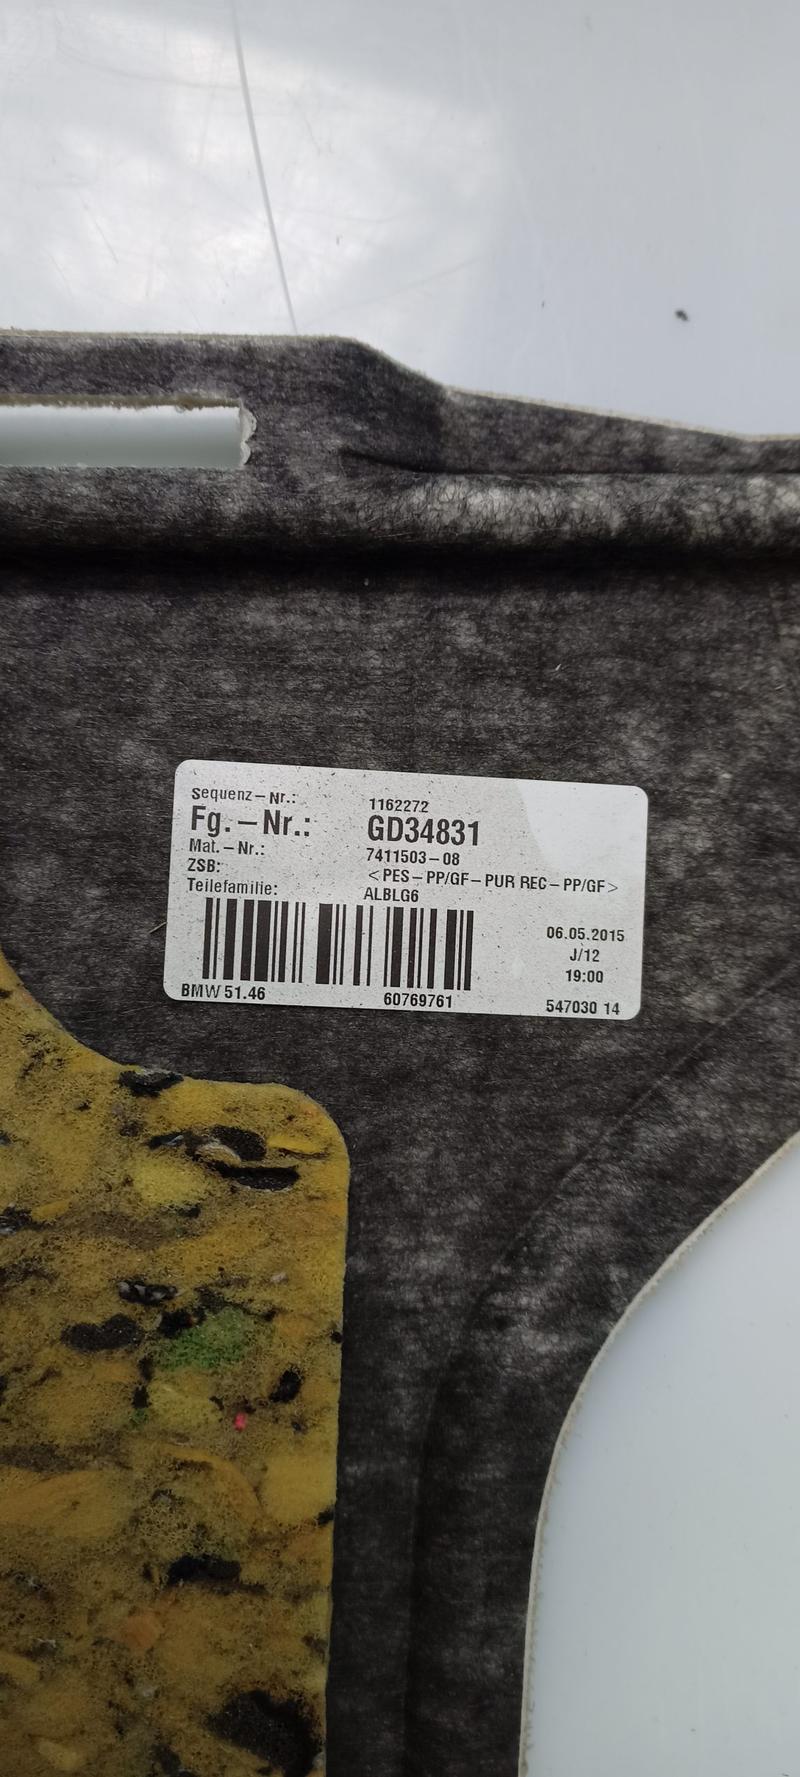 Sequenz-Nr.: 1162272
Fg.-Nr.: GD34831
Mat.-Nr.: 7411503-08
ZSB: <PES-PP/GF-PUR REC-PP/GF>
Teilefamilie: ALBLG6
06.05.2015
J/12
19:00
BMW 51.46 60769761 547030 14